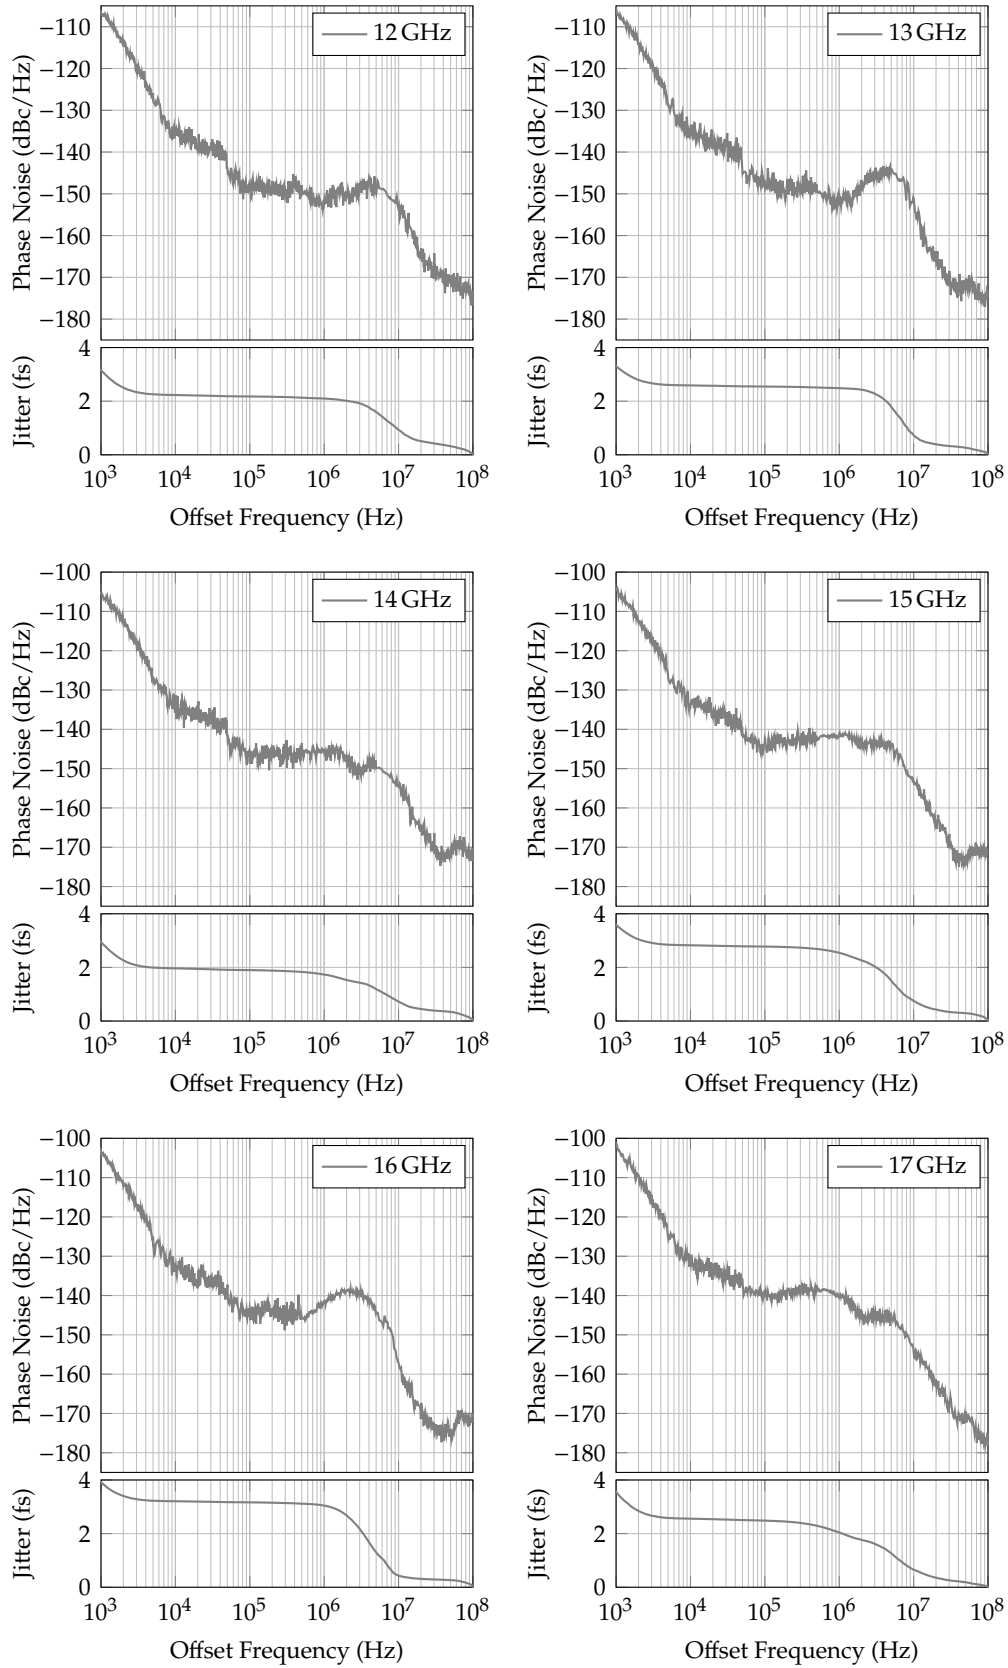 12 GHz
−110
−120
−130
−140
−150
−160
−170
−180
Phase Noise (dBc/Hz)
4
2
0
Jitter (fs)
10³ 10⁴ 10⁵ 10⁶ 10⁷ 10⁸
Offset Frequency (Hz)
13 GHz
−110
−120
−130
−140
−150
−160
−170
−180
Phase Noise (dBc/Hz)
4
2
0
Jitter (fs)
10³ 10⁴ 10⁵ 10⁶ 10⁷ 10⁸
Offset Frequency (Hz)
14 GHz
−100
−110
−120
−130
−140
−150
−160
−170
−180
Phase Noise (dBc/Hz)
4
2
0
Jitter (fs)
10³ 10⁴ 10⁵ 10⁶ 10⁷ 10⁸
Offset Frequency (Hz)
15 GHz
−100
−110
−120
−130
−140
−150
−160
−170
−180
Phase Noise (dBc/Hz)
4
2
0
Jitter (fs)
10³ 10⁴ 10⁵ 10⁶ 10⁷ 10⁸
Offset Frequency (Hz)
16 GHz
−100
−110
−120
−130
−140
−150
−160
−170
−180
Phase Noise (dBc/Hz)
4
2
0
Jitter (fs)
10³ 10⁴ 10⁵ 10⁶ 10⁷ 10⁸
Offset Frequency (Hz)
17 GHz
−100
−110
−120
−130
−140
−150
−160
−170
−180
Phase Noise (dBc/Hz)
4
2
0
Jitter (fs)
10³ 10⁴ 10⁵ 10⁶ 10⁷ 10⁸
Offset Frequency (Hz)